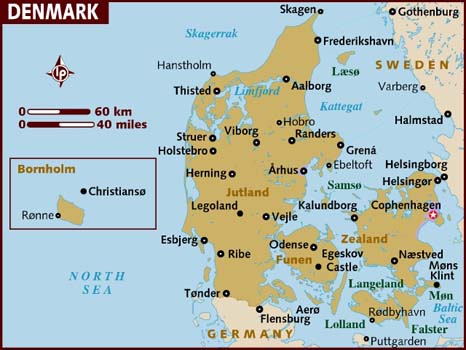 DENMARK
Skagen
Gothenburg
Skagerrak
Frederikshavn
SWEDEN
Hanstholm
Læsø
Thisted
Limfjord
Aalborg
Varberg
Kattegat
0 60 km
0 40 miles
Hobro
Halmstad
Struer
Viborg
Randers
Holstebro
Grenå
Bornholm
Ebeltoft
Helsingborg
Herning
Århus
Helsingør
Christiansø
Jutland
Samsø
Cophenhagen
Rønne
Legoland
Vejle
Kalundborg
Esbjerg
Odense
Zealand
Ribe
Funen
Egeskov
Castle
Næstved
Møns
Klint
NORTH
SEA
Langeland
Møn
Tønder
Aerø
Rødbyhavn
Baltic
Sea
Flensburg
Lolland
Falster
GERMANY
Puttgarden
LP